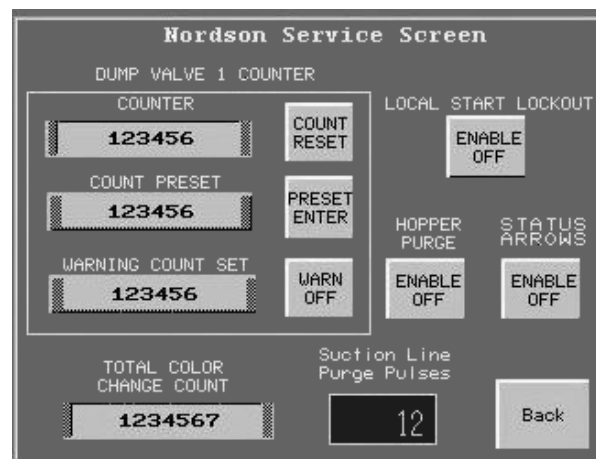 Nordson Service Screen
DUMP VALVE 1 COUNTER
COUNTER
123456
COUNT
RESET
LOCAL START LOCKOUT
ENABLE
OFF
COUNT PRESET
123456
PRESET
ENTER
HOPPER
PURGE
ENABLE
OFF
STATUS
ARROWS
ENABLE
OFF
WARNING COUNT SET
123456
WARN
OFF
TOTAL COLOR
CHANGE COUNT
1234567
Suction Line
Purge Pulses
12
Back